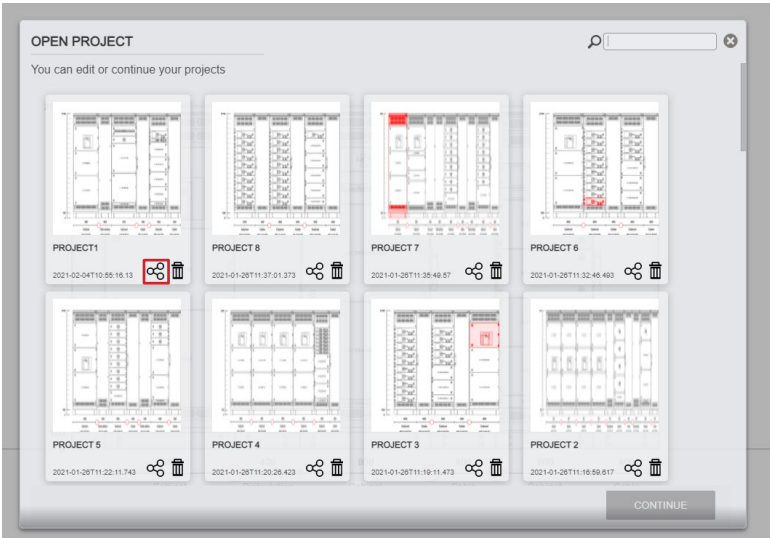 OPEN PROJECT
You can edit or continue your projects
PROJECT1
2021-02-04T10:55:16.13
PROJECT 8
2021-01-26T11:37:01.373
PROJECT 7
2021-01-26T11:35:49.57
PROJECT 6
2021-01-26T11:32:46.493
PROJECT 5
2021-01-26T11:22:11.743
PROJECT 4
2021-01-26T11:20:26.423
PROJECT 3
2021-01-26T11:19:11.473
PROJECT 2
2021-01-26T11:16:59.617
CONTINUE